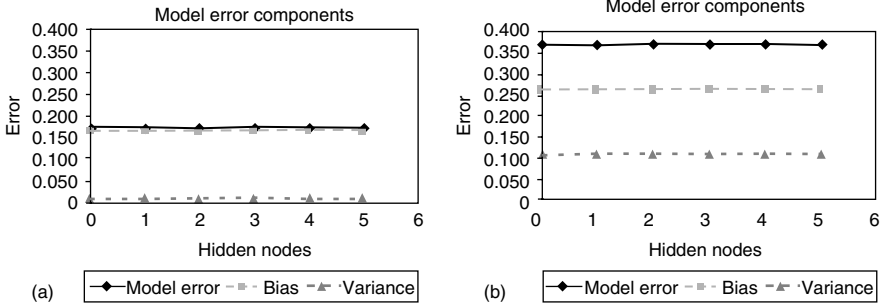 Model error components
0.400
0.350
0.300
0.250
0.200
0.150
0.100
0.050
0
Error
0 1 2 3 4 5 6
Hidden nodes
(a)
Model error Bias Variance
Model error components
0.400
0.350
0.300
0.250
0.200
0.150
0.100
0.050
0
Error
0 1 2 3 4 5 6
Hidden nodes
(b)
Model error Bias Variance